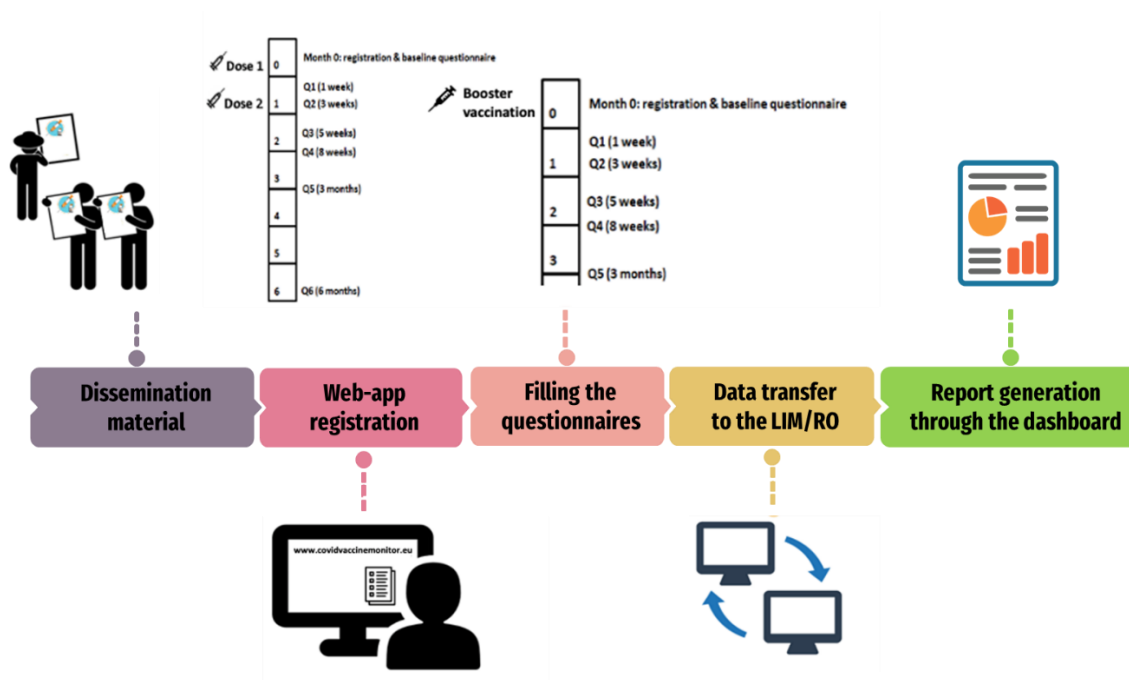 Dose 1
0
Month 0: registration & baseline questionnaire
Q1 (1 week)
Dose 2
1
Q2 (3 weeks)
Q3 (5 weeks)
2
Q4 (8 weeks)
3
Q5 (3 months)
4
5
6
Q6 (6 months)
Booster
vaccination
0
Month 0: registration & baseline questionnaire
Q1 (1 week)
1
Q2 (3 weeks)
Q3 (5 weeks)
2
Q4 (8 weeks)
3
Q5 (3 months)
Dissemination
material
Web-app
registration
Filling the
questionnaires
Data transfer
to the LIM/RO
Report generation
through the dashboard
www.covidvaccinemonitor.eu